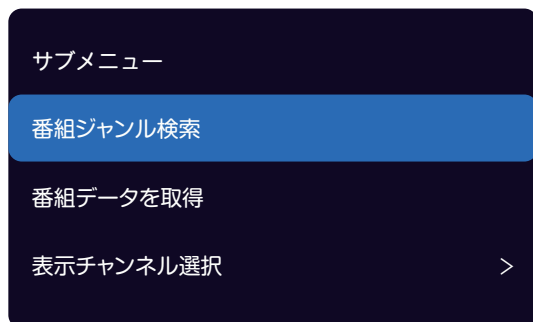 サブメニュー
番組ジャンル検索
番組データを取得
表示チャンネル選択 >